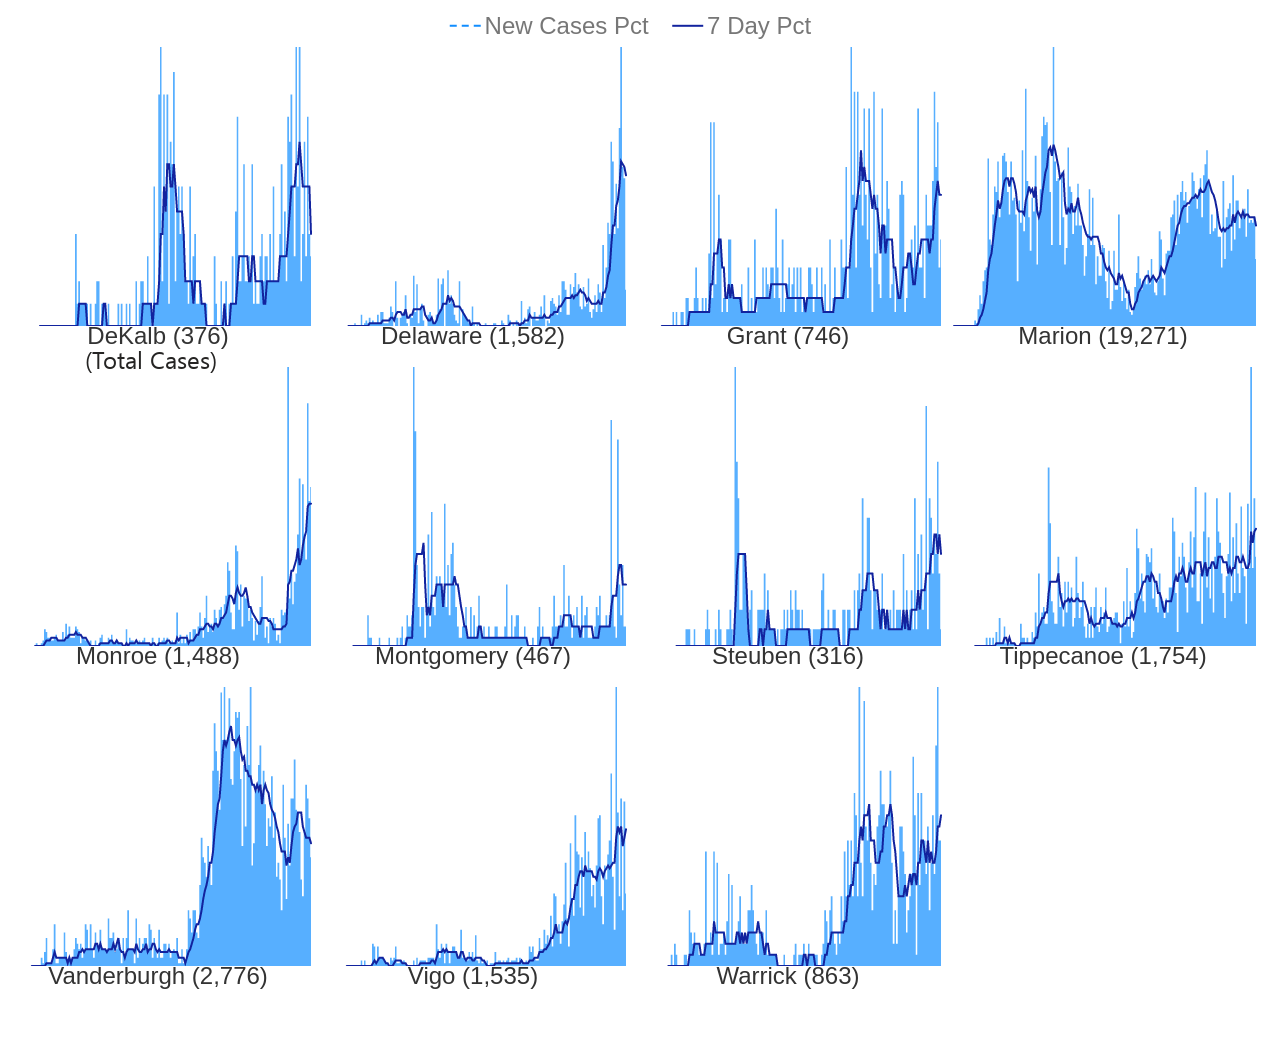 New Cases Pct 7 Day Pct
DeKalb (376) Delaware (1,582) Grant (746) Marion (19,271)
(Total Cases)
Monroe (1,488) Montgomery (467) Steuben (316) Tippecanoe (1,754)
Vanderburgh (2,776) Vigo (1,535) Warrick (863)